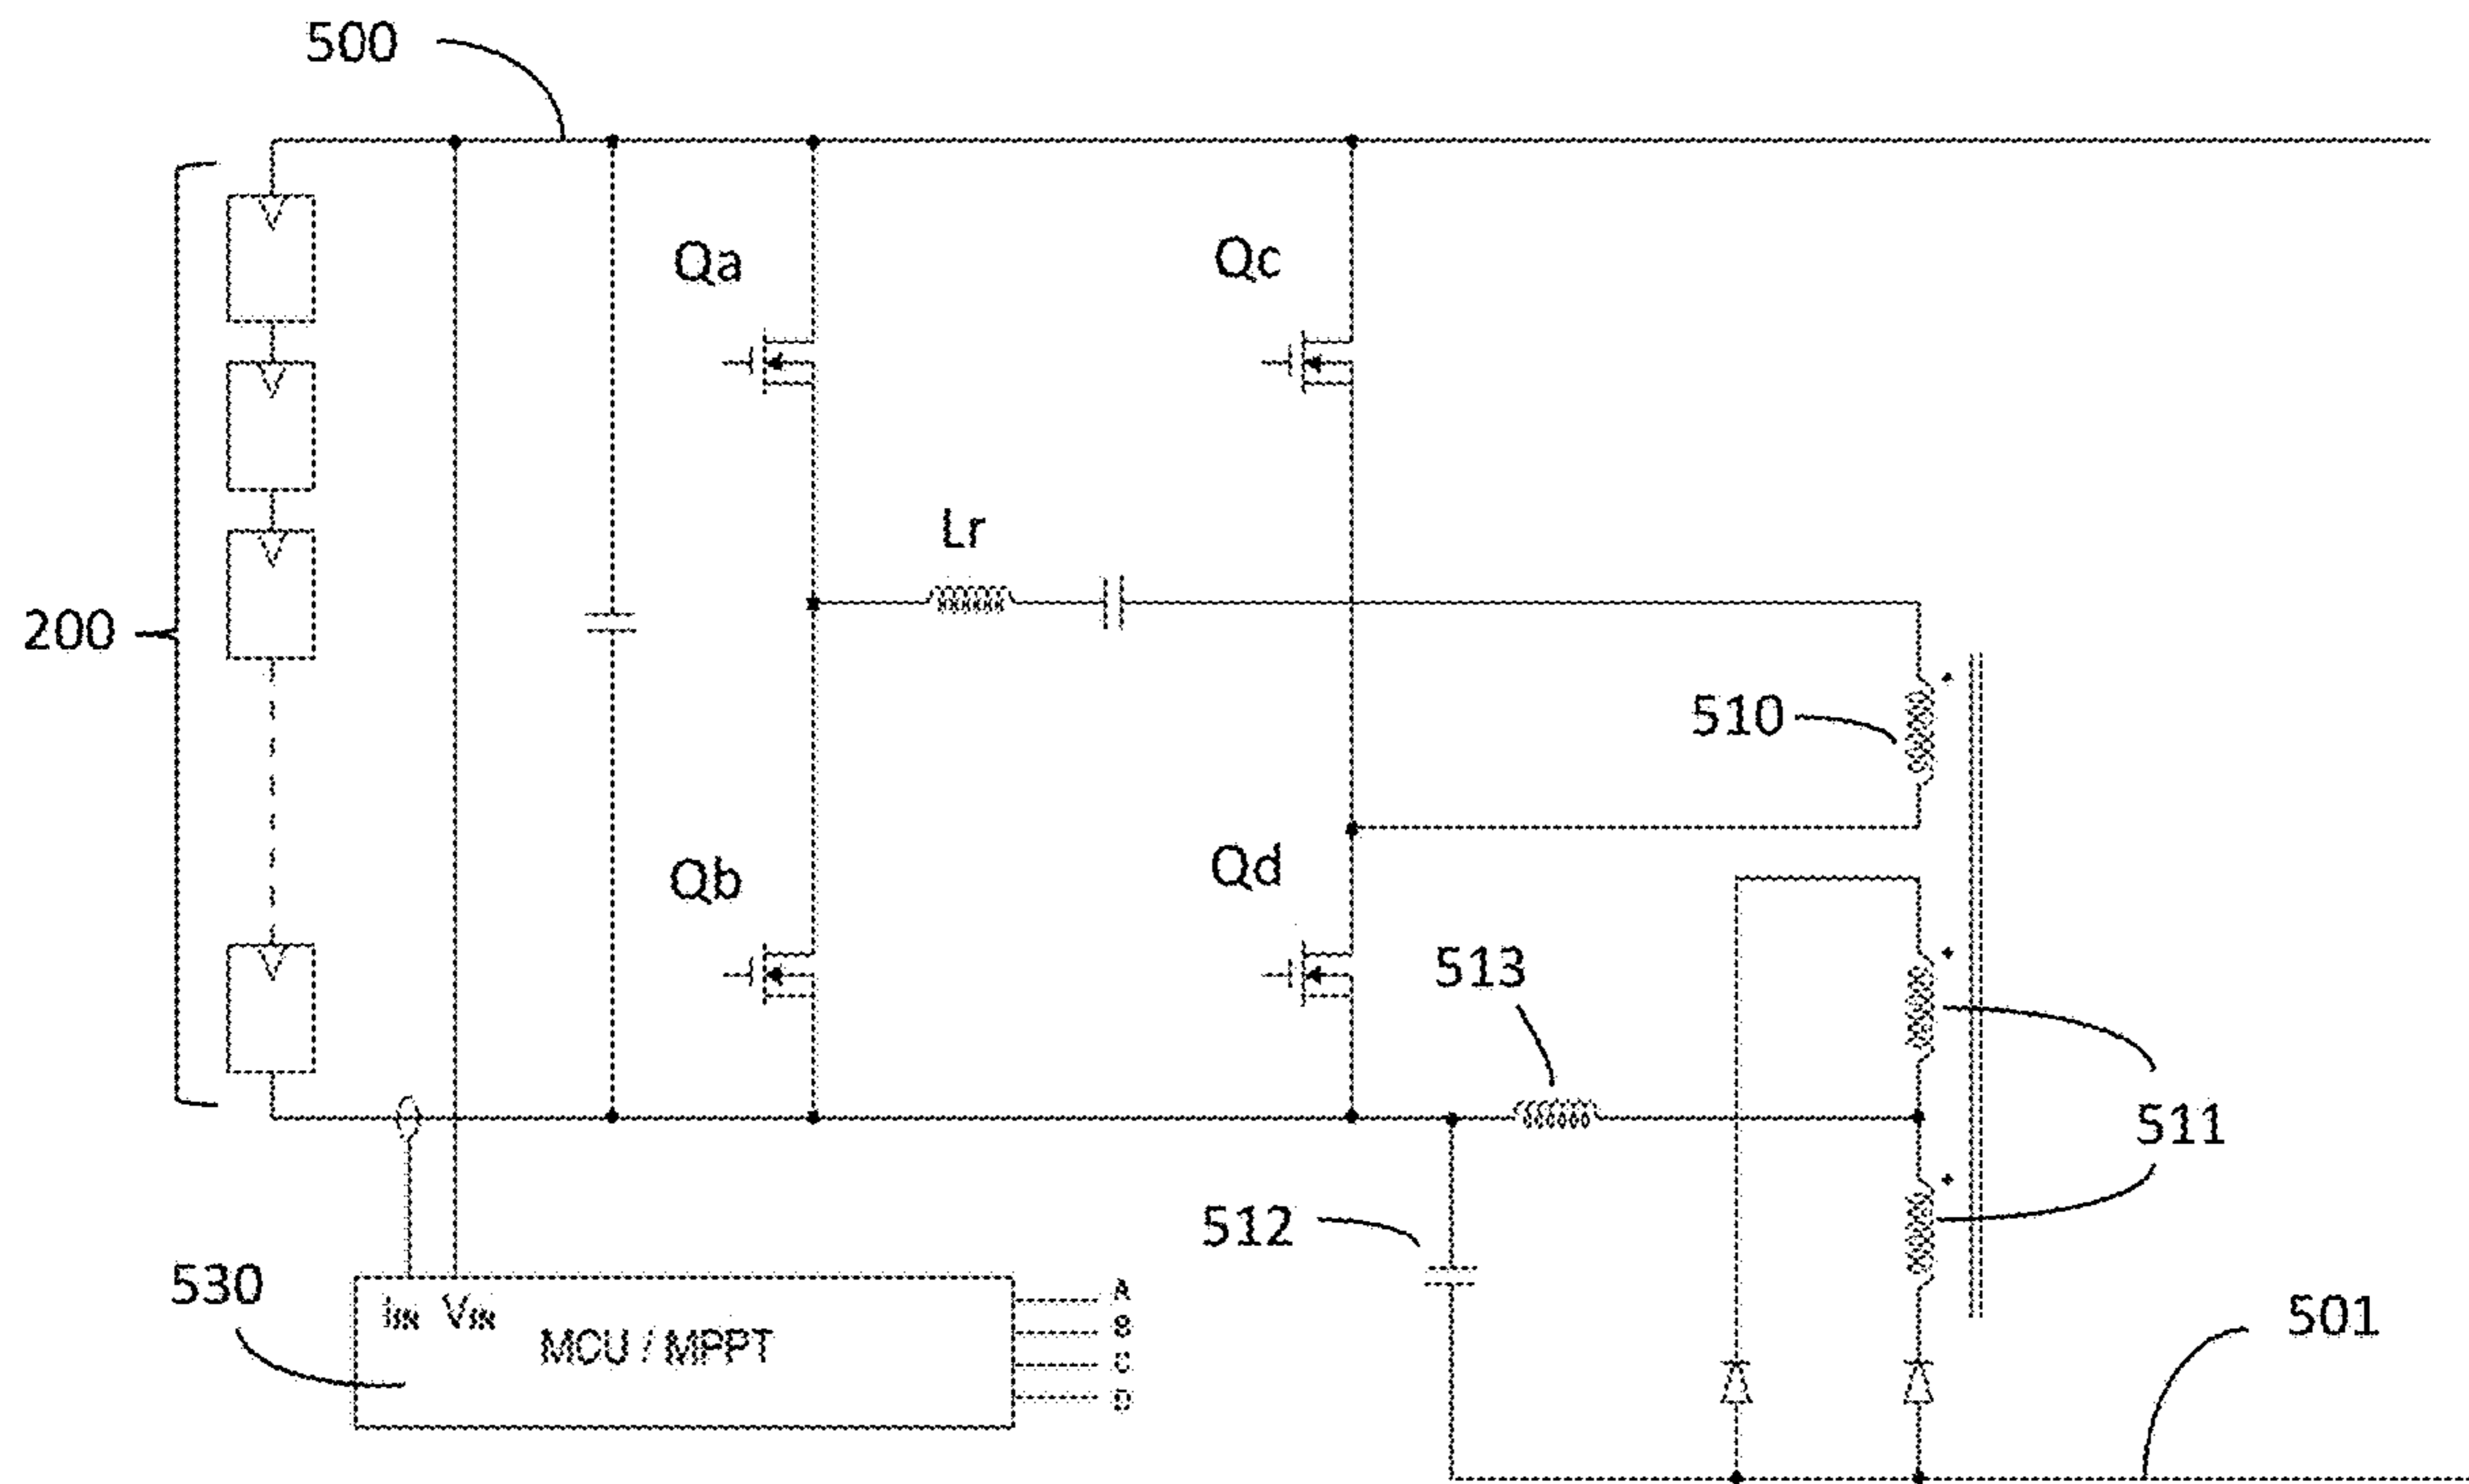 500
Qa
Qc
Lr
200
510
Qb
Qd
513
511
512
530
IIN VIN
MCU / MPPT
A
B
C
D
501